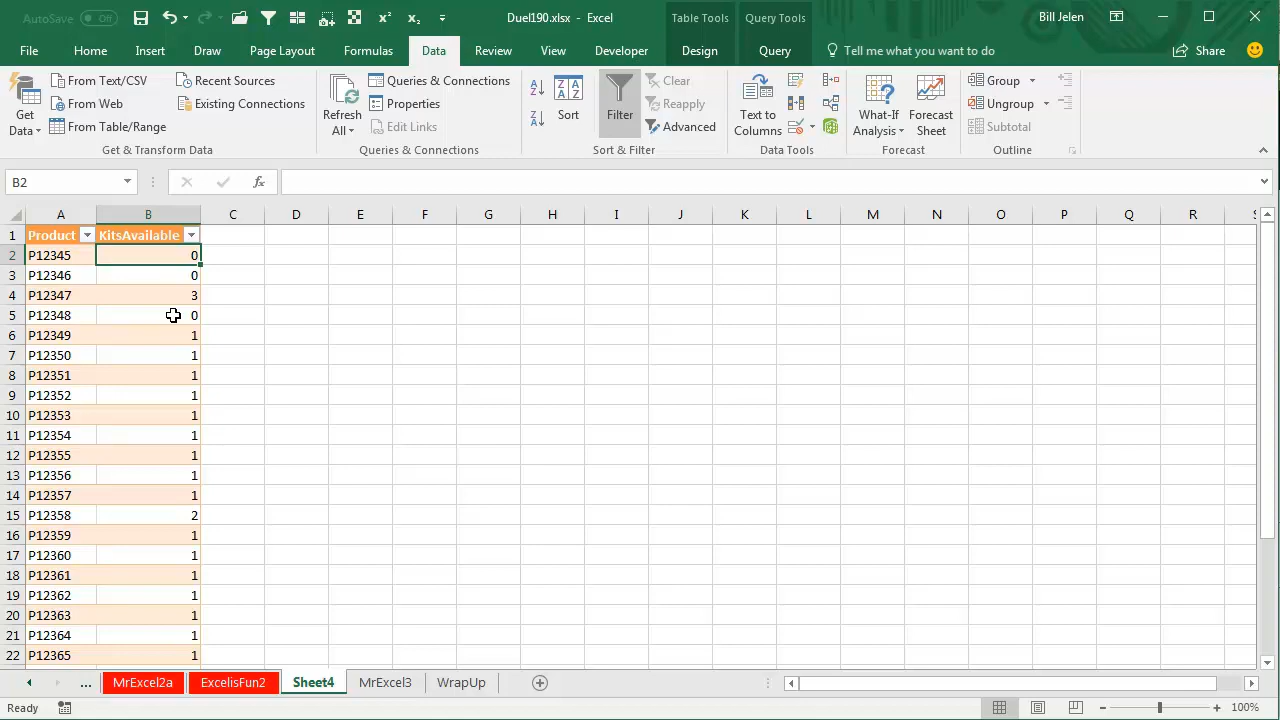 AutoSave Off
Duel190.xlsx - Excel
Table Tools
Query Tools
Bill Jelen
File Home Insert Draw Page Layout Formulas Data Review View Developer Design Query Tell me what you want to do Share
Get Data
From Text/CSV
From Web
From Table/Range
Recent Sources
Existing Connections
Get & Transform Data
Refresh All
Queries & Connections
Properties
Edit Links
Queries & Connections
Sort
Filter
Clear
Reapply
Advanced
Sort & Filter
Text to Columns
Data Tools
What-If Analysis
Forecast Sheet
Forecast
Group
Ungroup
Subtotal
Outline
B2
fx
A B C D E F G H I J K L M N O P Q R S
1 Product KitsAvailable
2 P12345 0
3 P12346 0
4 P12347 3
5 P12348 0
6 P12349 1
7 P12350 1
8 P12351 1
9 P12352 1
10 P12353 1
11 P12354 1
12 P12355 1
13 P12356 1
14 P12357 1
15 P12358 2
16 P12359 1
17 P12360 1
18 P12361 1
19 P12362 1
20 P12363 1
21 P12364 1
22 P12365 1
... MrExcel2a ExcelisFun2 Sheet4 MrExcel3 WrapUp
Ready
100%